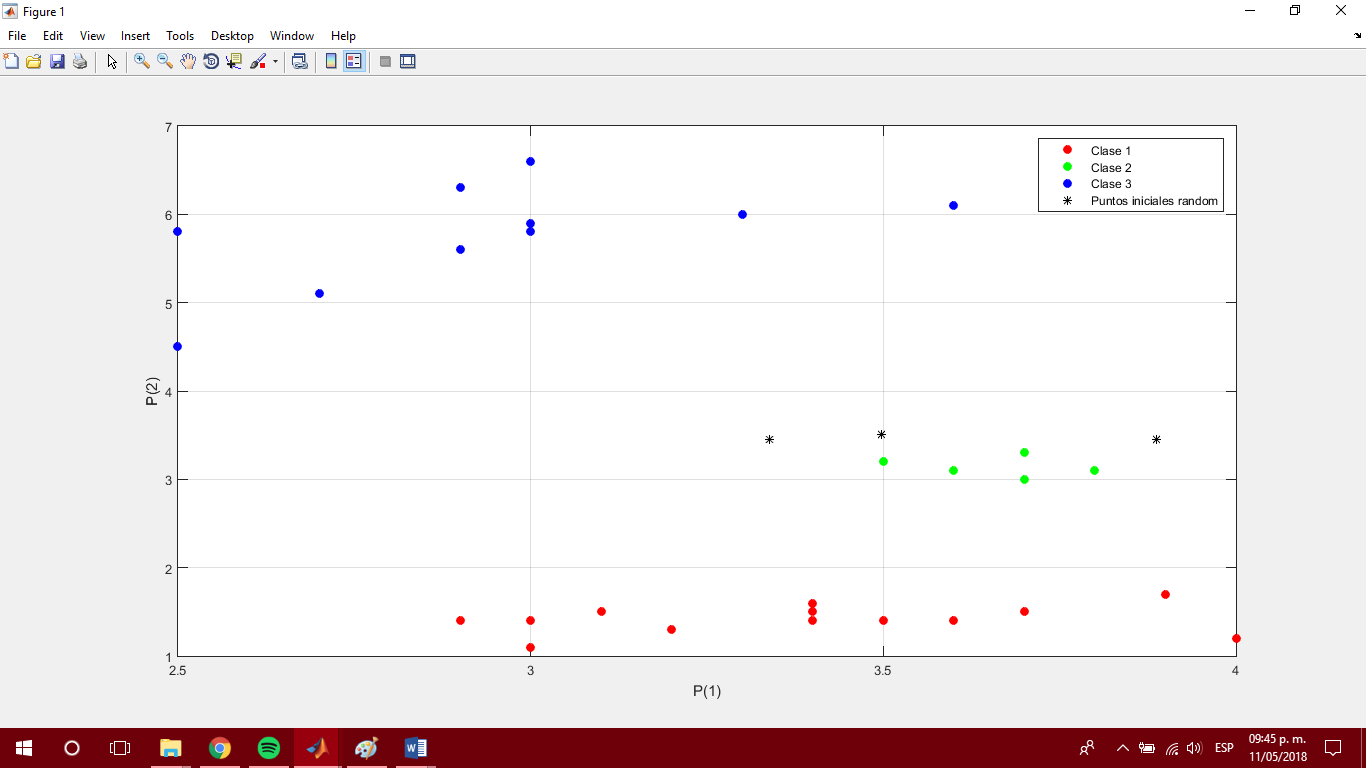 Figure 1
File Edit View Insert Tools Desktop Window Help
7
6
5
4
3
2
1
P(2)
Clase 1
Clase 2
Clase 3
Puntos iniciales random
2.5 3 3.5 4
P(1)
ESP
09:45 p. m.
11/05/2018